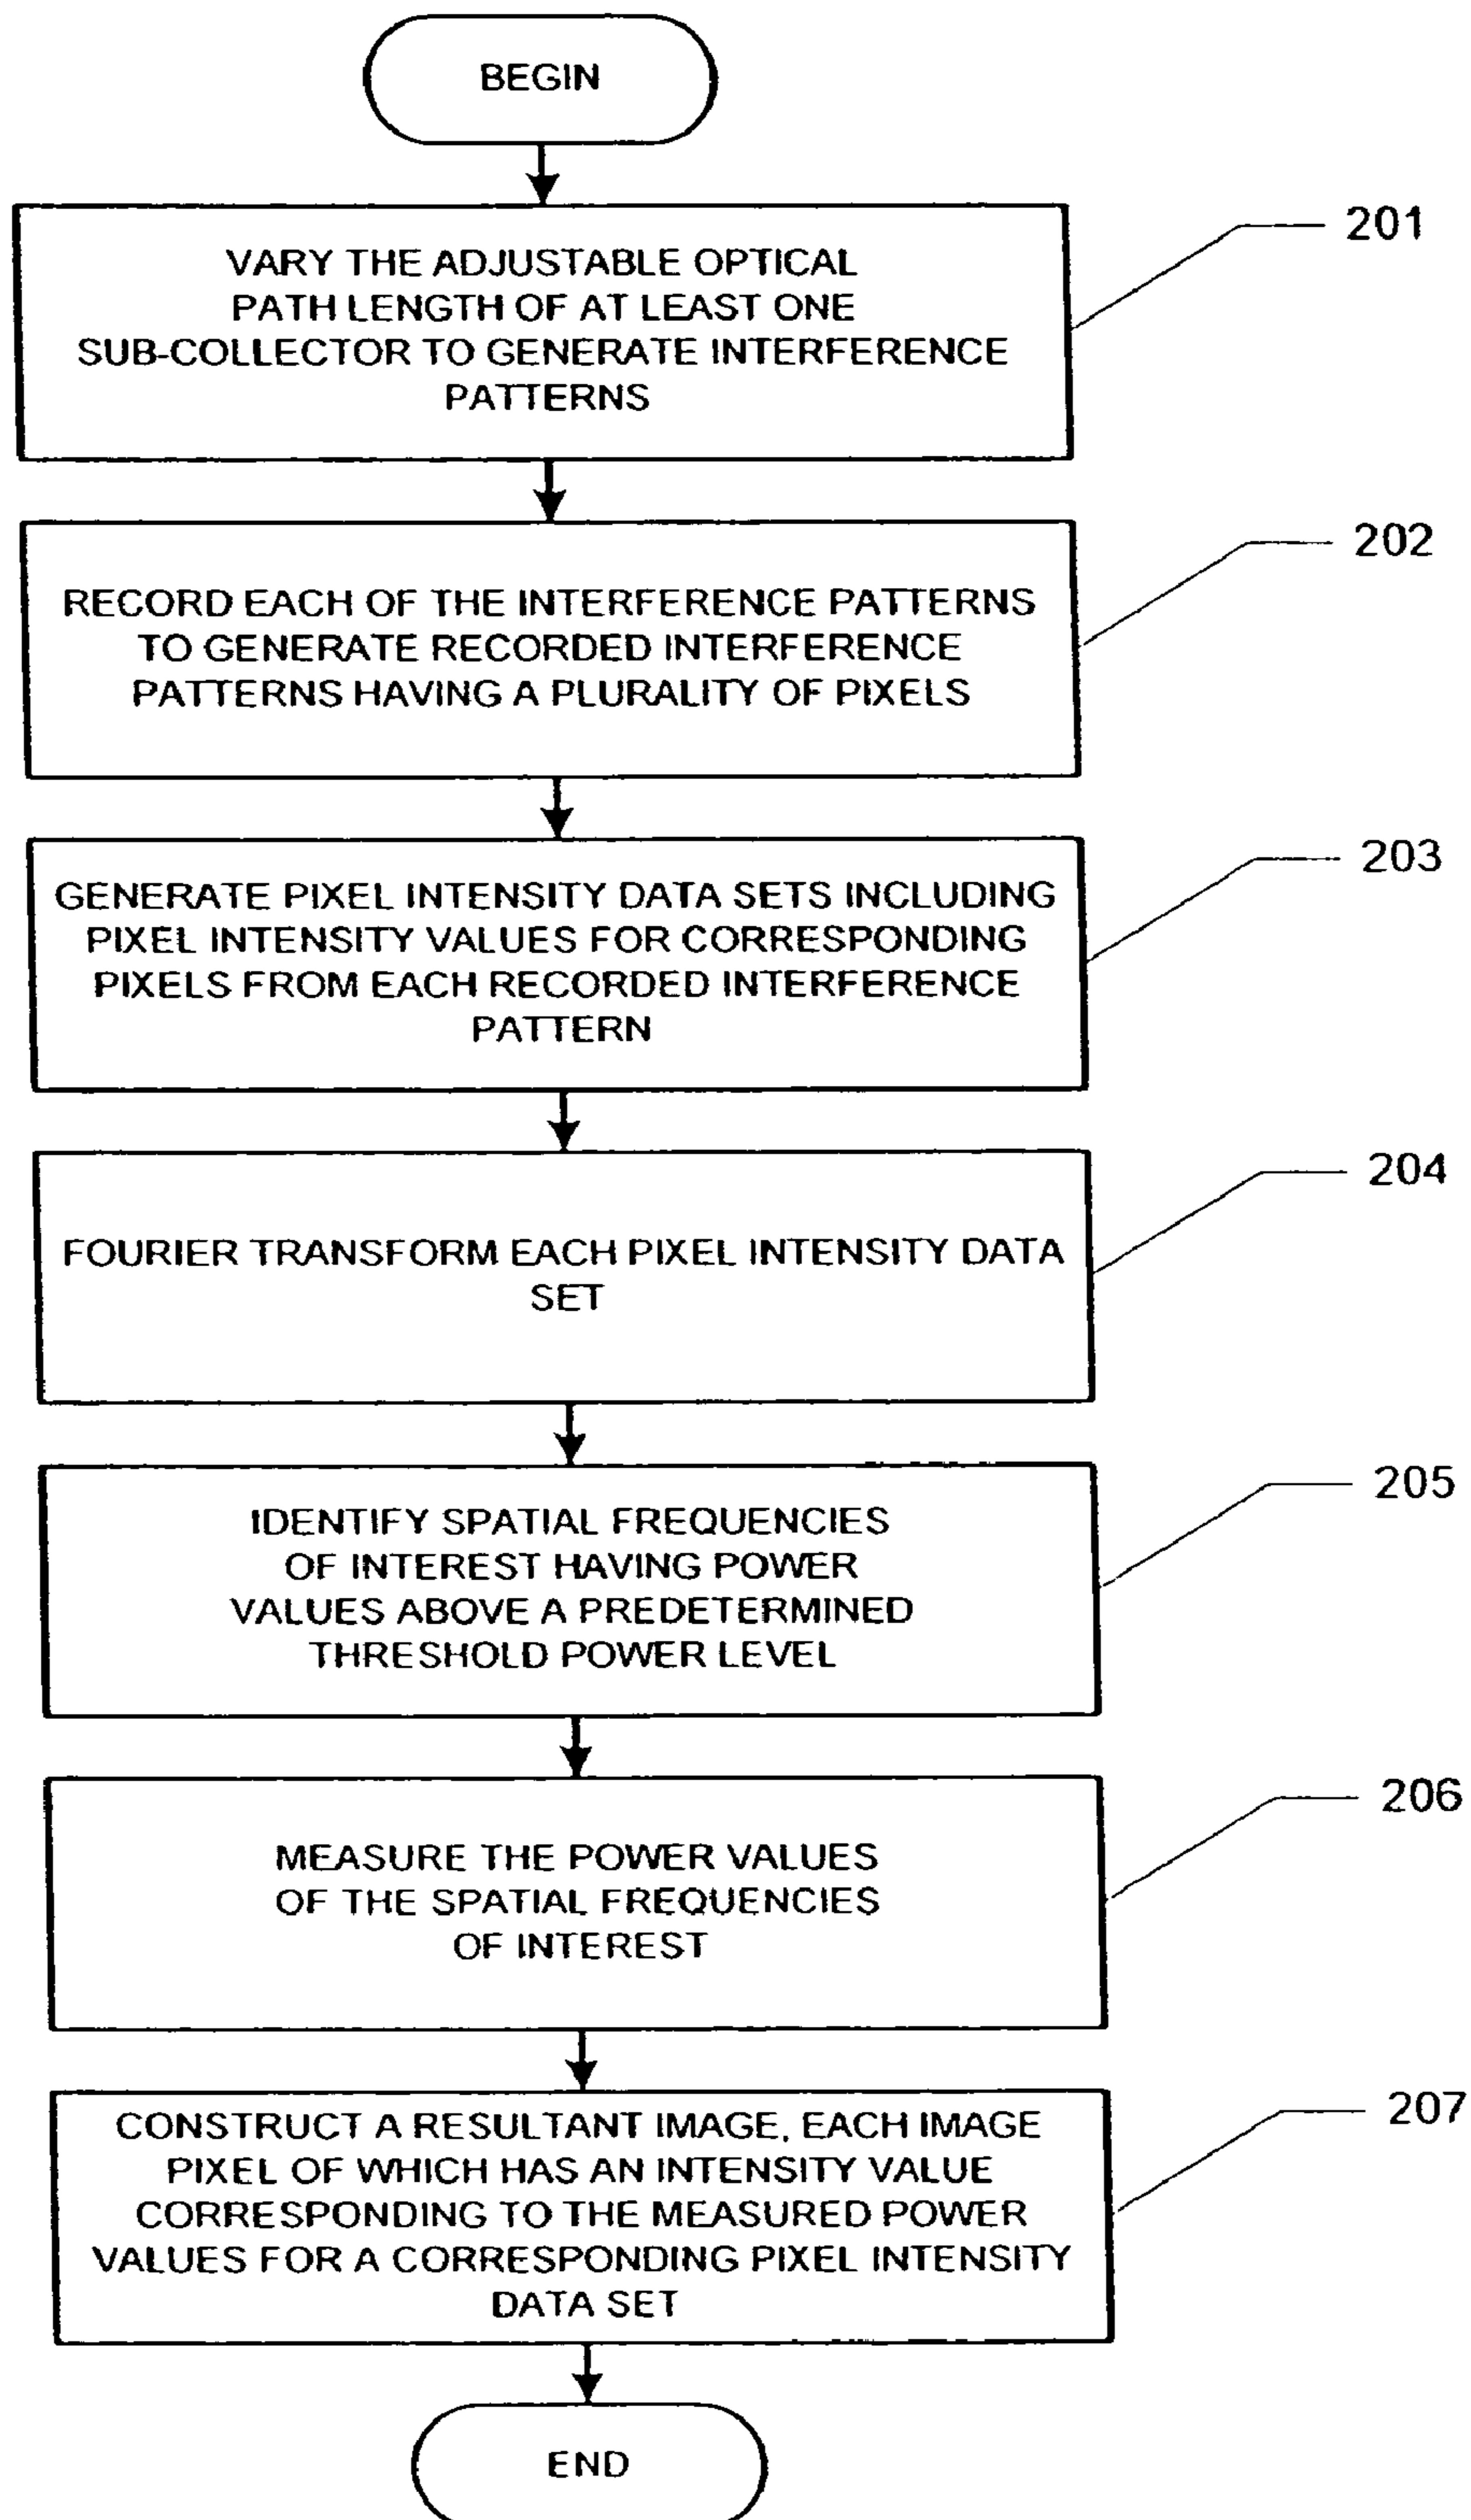 BEGIN
VARY THE ADJUSTABLE OPTICAL
PATH LENGTH OF AT LEAST ONE
SUB-COLLECTOR TO GENERATE INTERFERENCE
PATTERNS
201
RECORD EACH OF THE INTERFERENCE PATTERNS
TO GENERATE RECORDED INTERFERENCE
PATTERNS HAVING A PLURALITY OF PIXELS
202
GENERATE PIXEL INTENSITY DATA SETS INCLUDING
PIXEL INTENSITY VALUES FOR CORRESPONDING
PIXELS FROM EACH RECORDED INTERFERENCE
PATTERN
203
FOURIER TRANSFORM EACH PIXEL INTENSITY DATA
SET
204
IDENTIFY SPATIAL FREQUENCIES
OF INTEREST HAVING POWER
VALUES ABOVE A PREDETERMINED
THRESHOLD POWER LEVEL
205
MEASURE THE POWER VALUES
OF THE SPATIAL FREQUENCIES
OF INTEREST
206
CONSTRUCT A RESULTANT IMAGE, EACH IMAGE
PIXEL OF WHICH HAS AN INTENSITY VALUE
CORRESPONDING TO THE MEASURED POWER
VALUES FOR A CORRESPONDING PIXEL INTENSITY
DATA SET
207
END